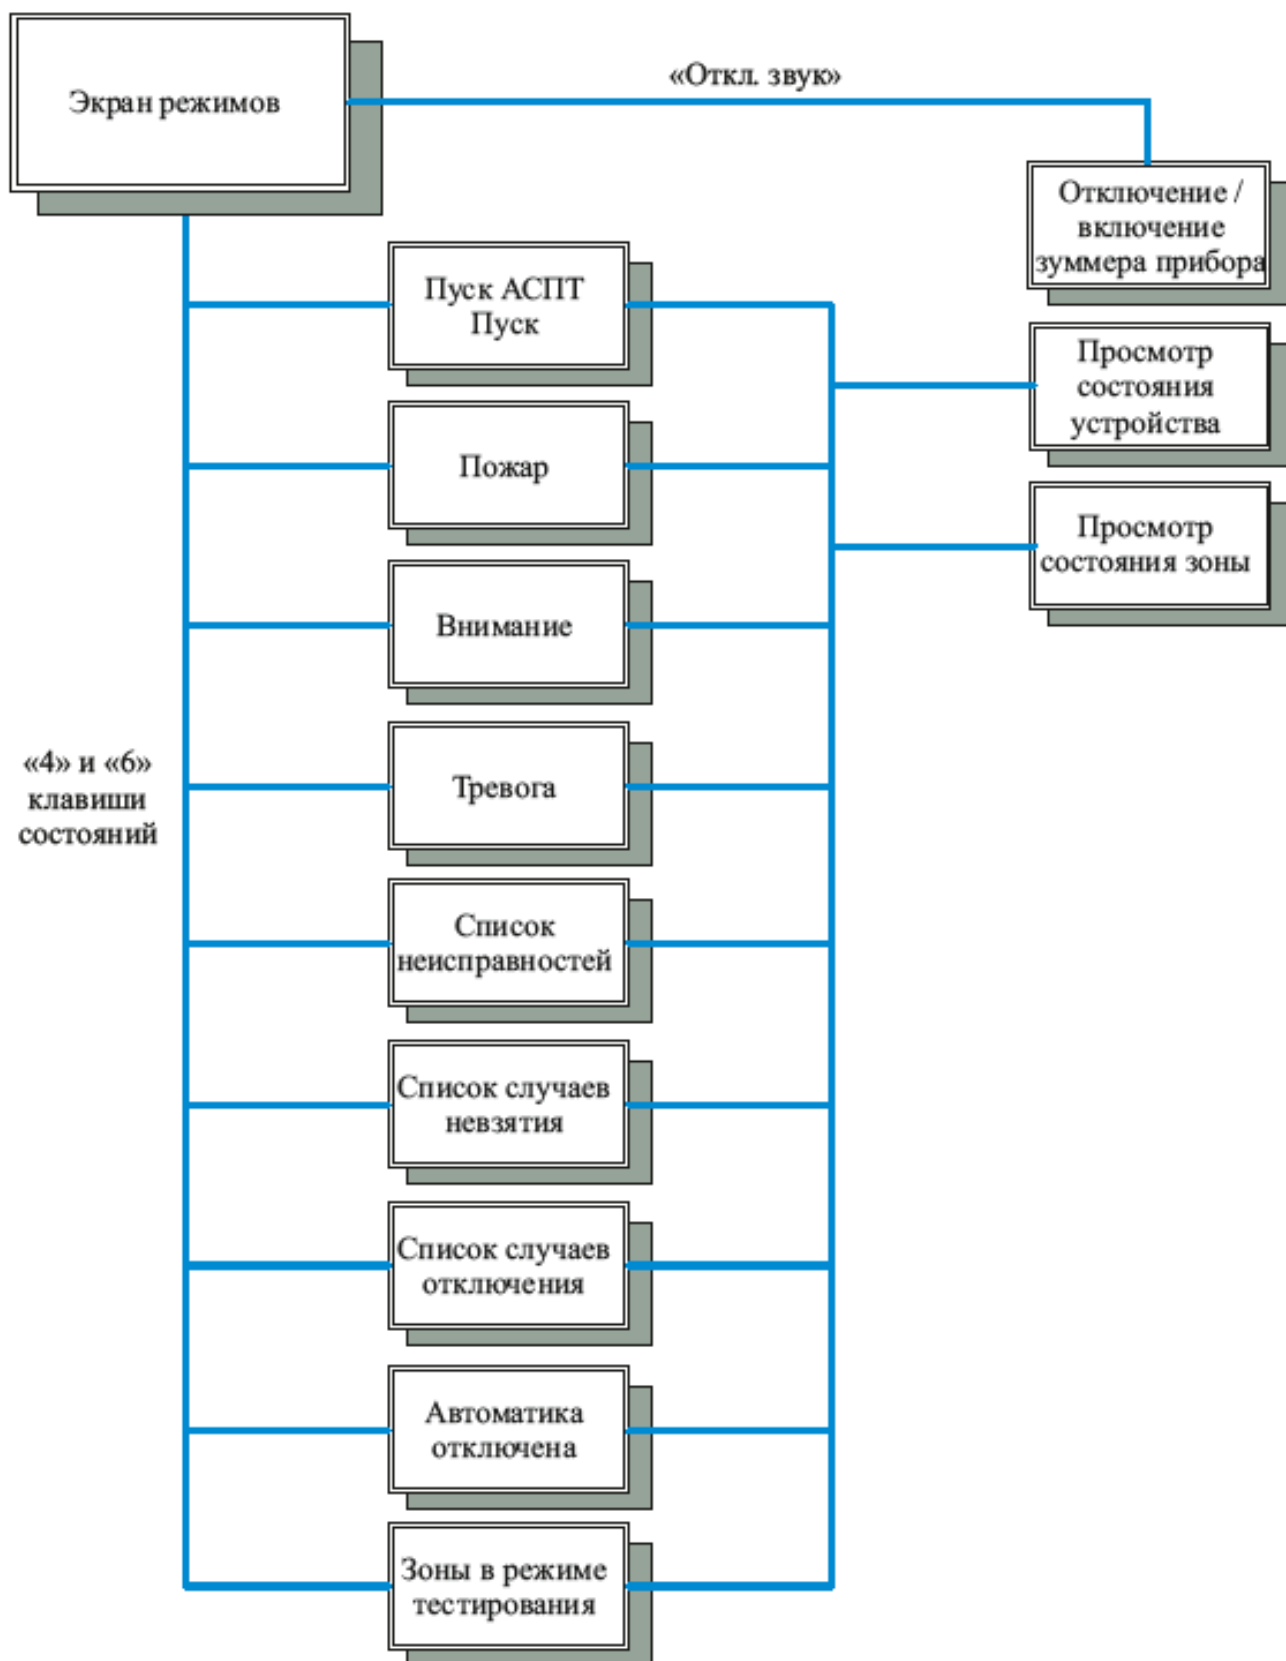 Экран режимов
«Откл. звук»
Отключение /
включение
зуммера прибора
Пуск АСПТ
Пуск
Просмотр
состояния
устройства
Пожар
Просмотр
состояния зоны
Внимание
«4» и «6»
клавиши
состояний
Тревога
Список
неисправностей
Список случаев
невзятия
Список случаев
отключения
Автоматика
отключена
Зоны в режиме
тестирования